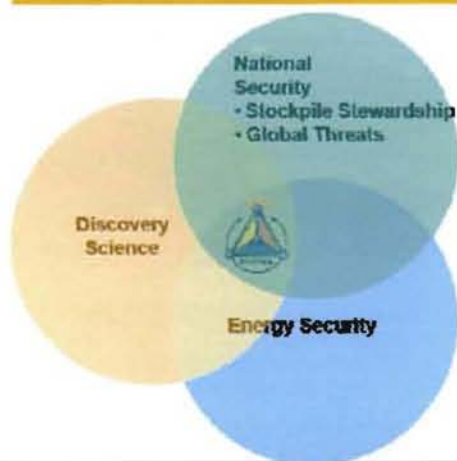 National
Security
• Stockpile Stewardship
• Global Threats
Discovery
Science
Energy Security